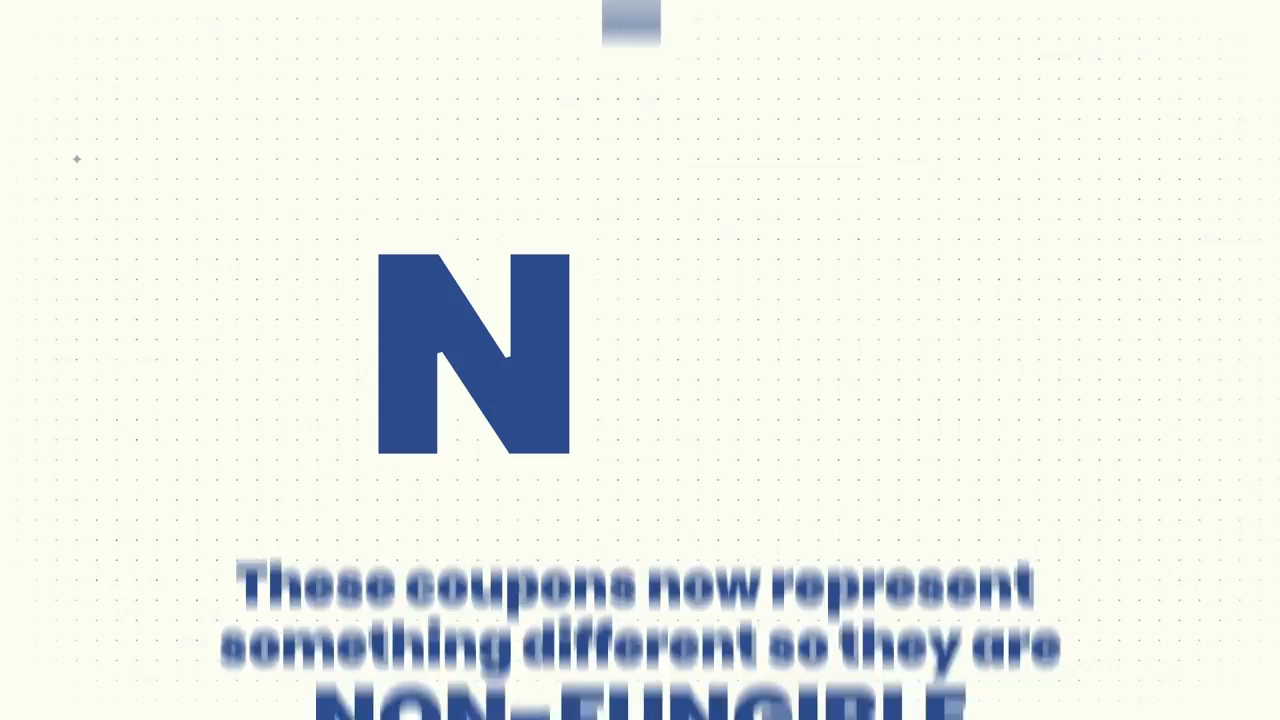 N
These coupons now represent
something different so they are
NON-FUNGIBLE